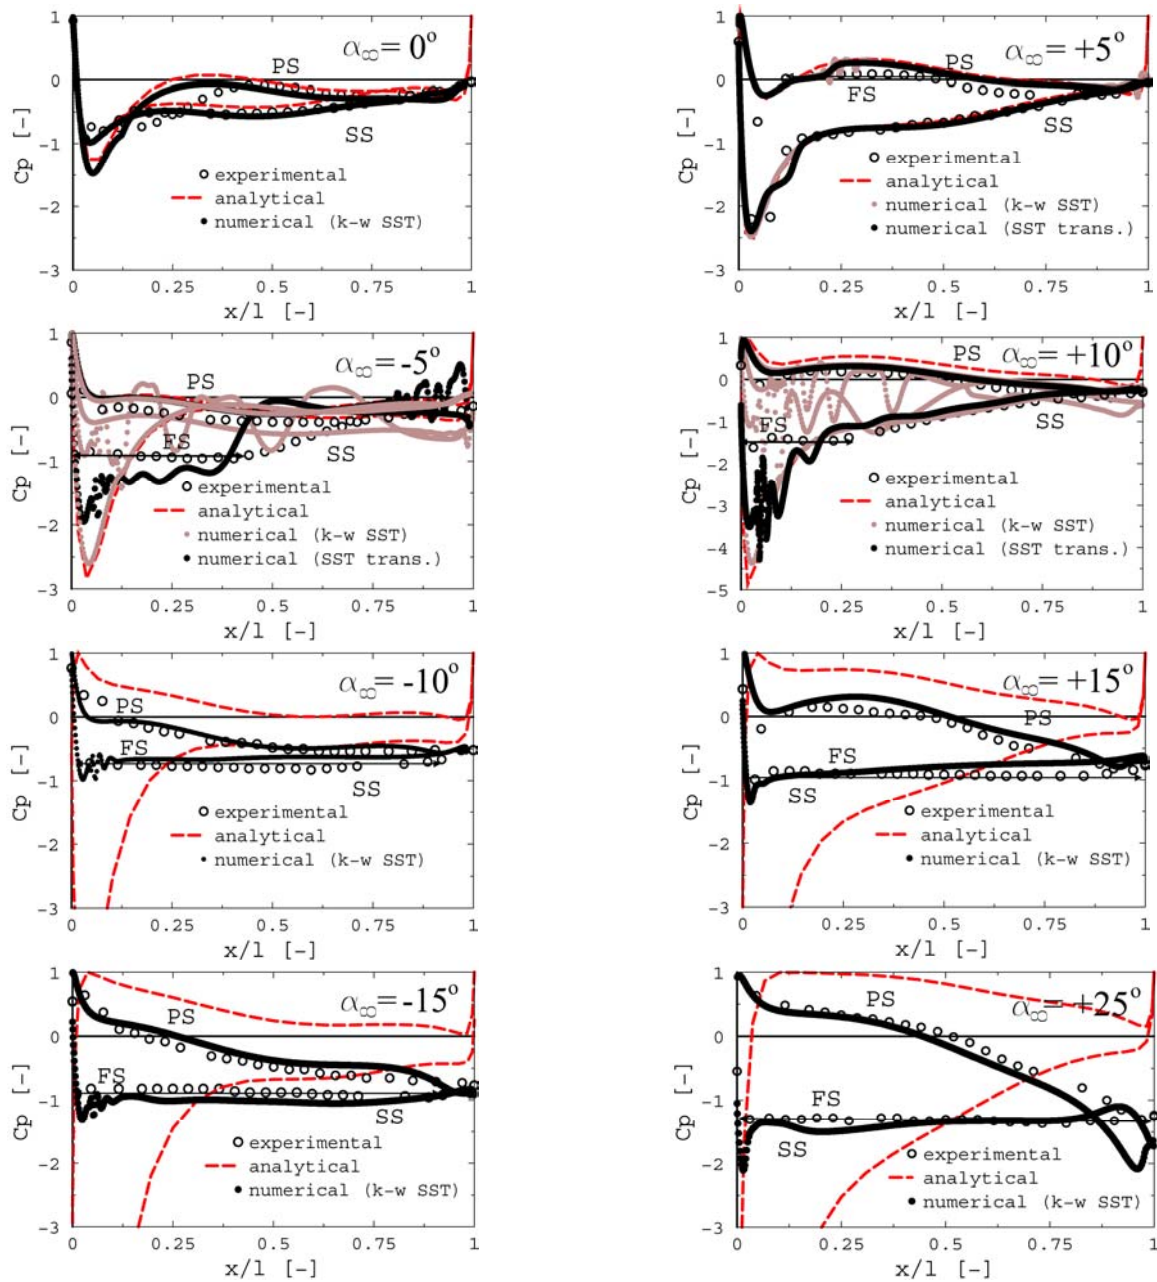 α∞= 0°
PS
SS
experimental
analytical
numerical (k-w SST)
Cp [-]
1
0
-1
-2
-3
0
0.25
0.5
0.75
1
x/l [-]
α∞= +5°
PS
FS
SS
experimental
analytical
numerical (k-w SST)
numerical (SST trans.)
Cp [-]
1
0
-1
-2
-3
0
0.25
0.5
0.75
1
x/l [-]
α∞= -5°
PS
FS
SS
experimental
analytical
numerical (k-w SST)
numerical (SST trans.)
Cp [-]
1
0
-1
-2
-3
0
0.25
0.5
0.75
1
x/l [-]
α∞= +10°
PS
FS
SS
experimental
analytical
numerical (k-w SST)
numerical (SST trans.)
Cp [-]
1
0
-1
-2
-3
-4
-5
0
0.25
0.5
0.75
1
x/l [-]
α∞= -10°
PS
FS
SS
experimental
analytical
numerical (k-w SST)
Cp [-]
1
0
-1
-2
-3
0
0.25
0.5
0.75
1
x/l [-]
α∞= +15°
PS
FS
SS
experimental
analytical
numerical (k-w SST)
Cp [-]
1
0
-1
-2
-3
0
0.25
0.5
0.75
1
x/l [-]
α∞= -15°
PS
FS
SS
experimental
analytical
numerical (k-w SST)
Cp [-]
1
0
-1
-2
-3
0
0.25
0.5
0.75
1
x/l [-]
α∞= +25°
PS
FS
SS
experimental
analytical
numerical (k-w SST)
Cp [-]
1
0
-1
-2
-3
0
0.25
0.5
0.75
1
x/l [-]